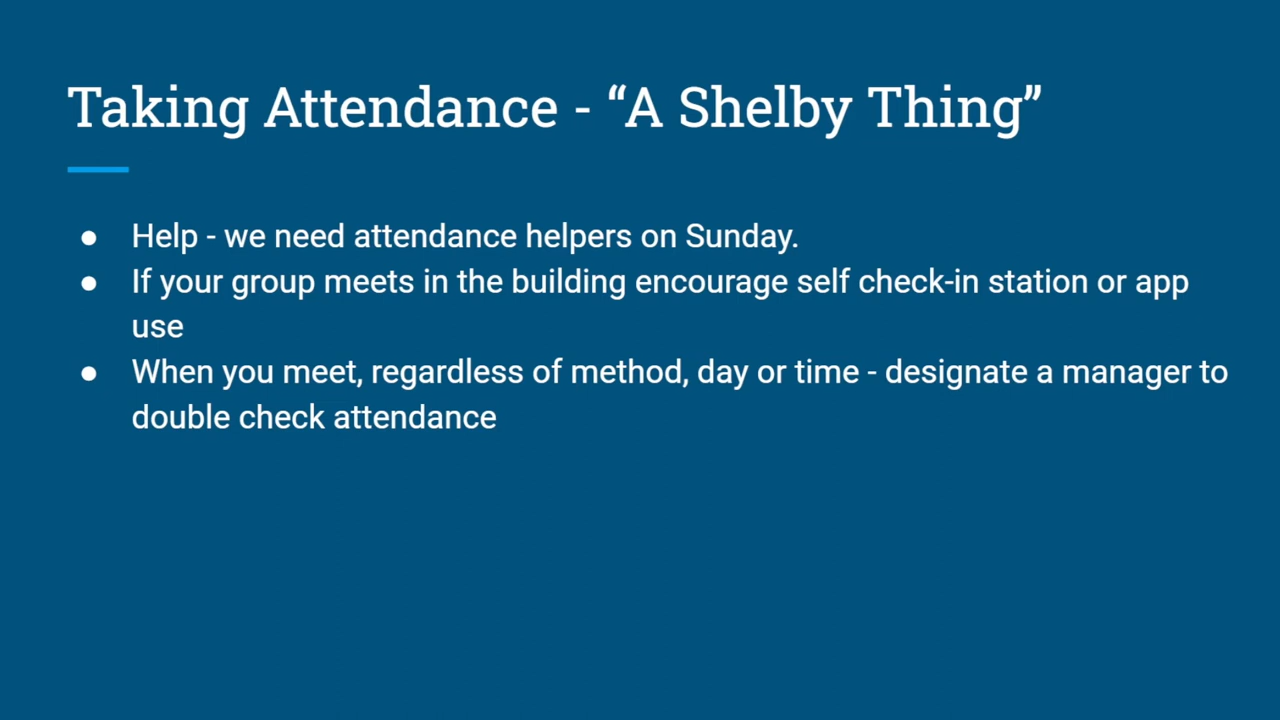 Taking Attendance - “A Shelby Thing”
● Help - we need attendance helpers on Sunday.
● If your group meets in the building encourage self check-in station or app
use
● When you meet, regardless of method, day or time - designate a manager to
double check attendance